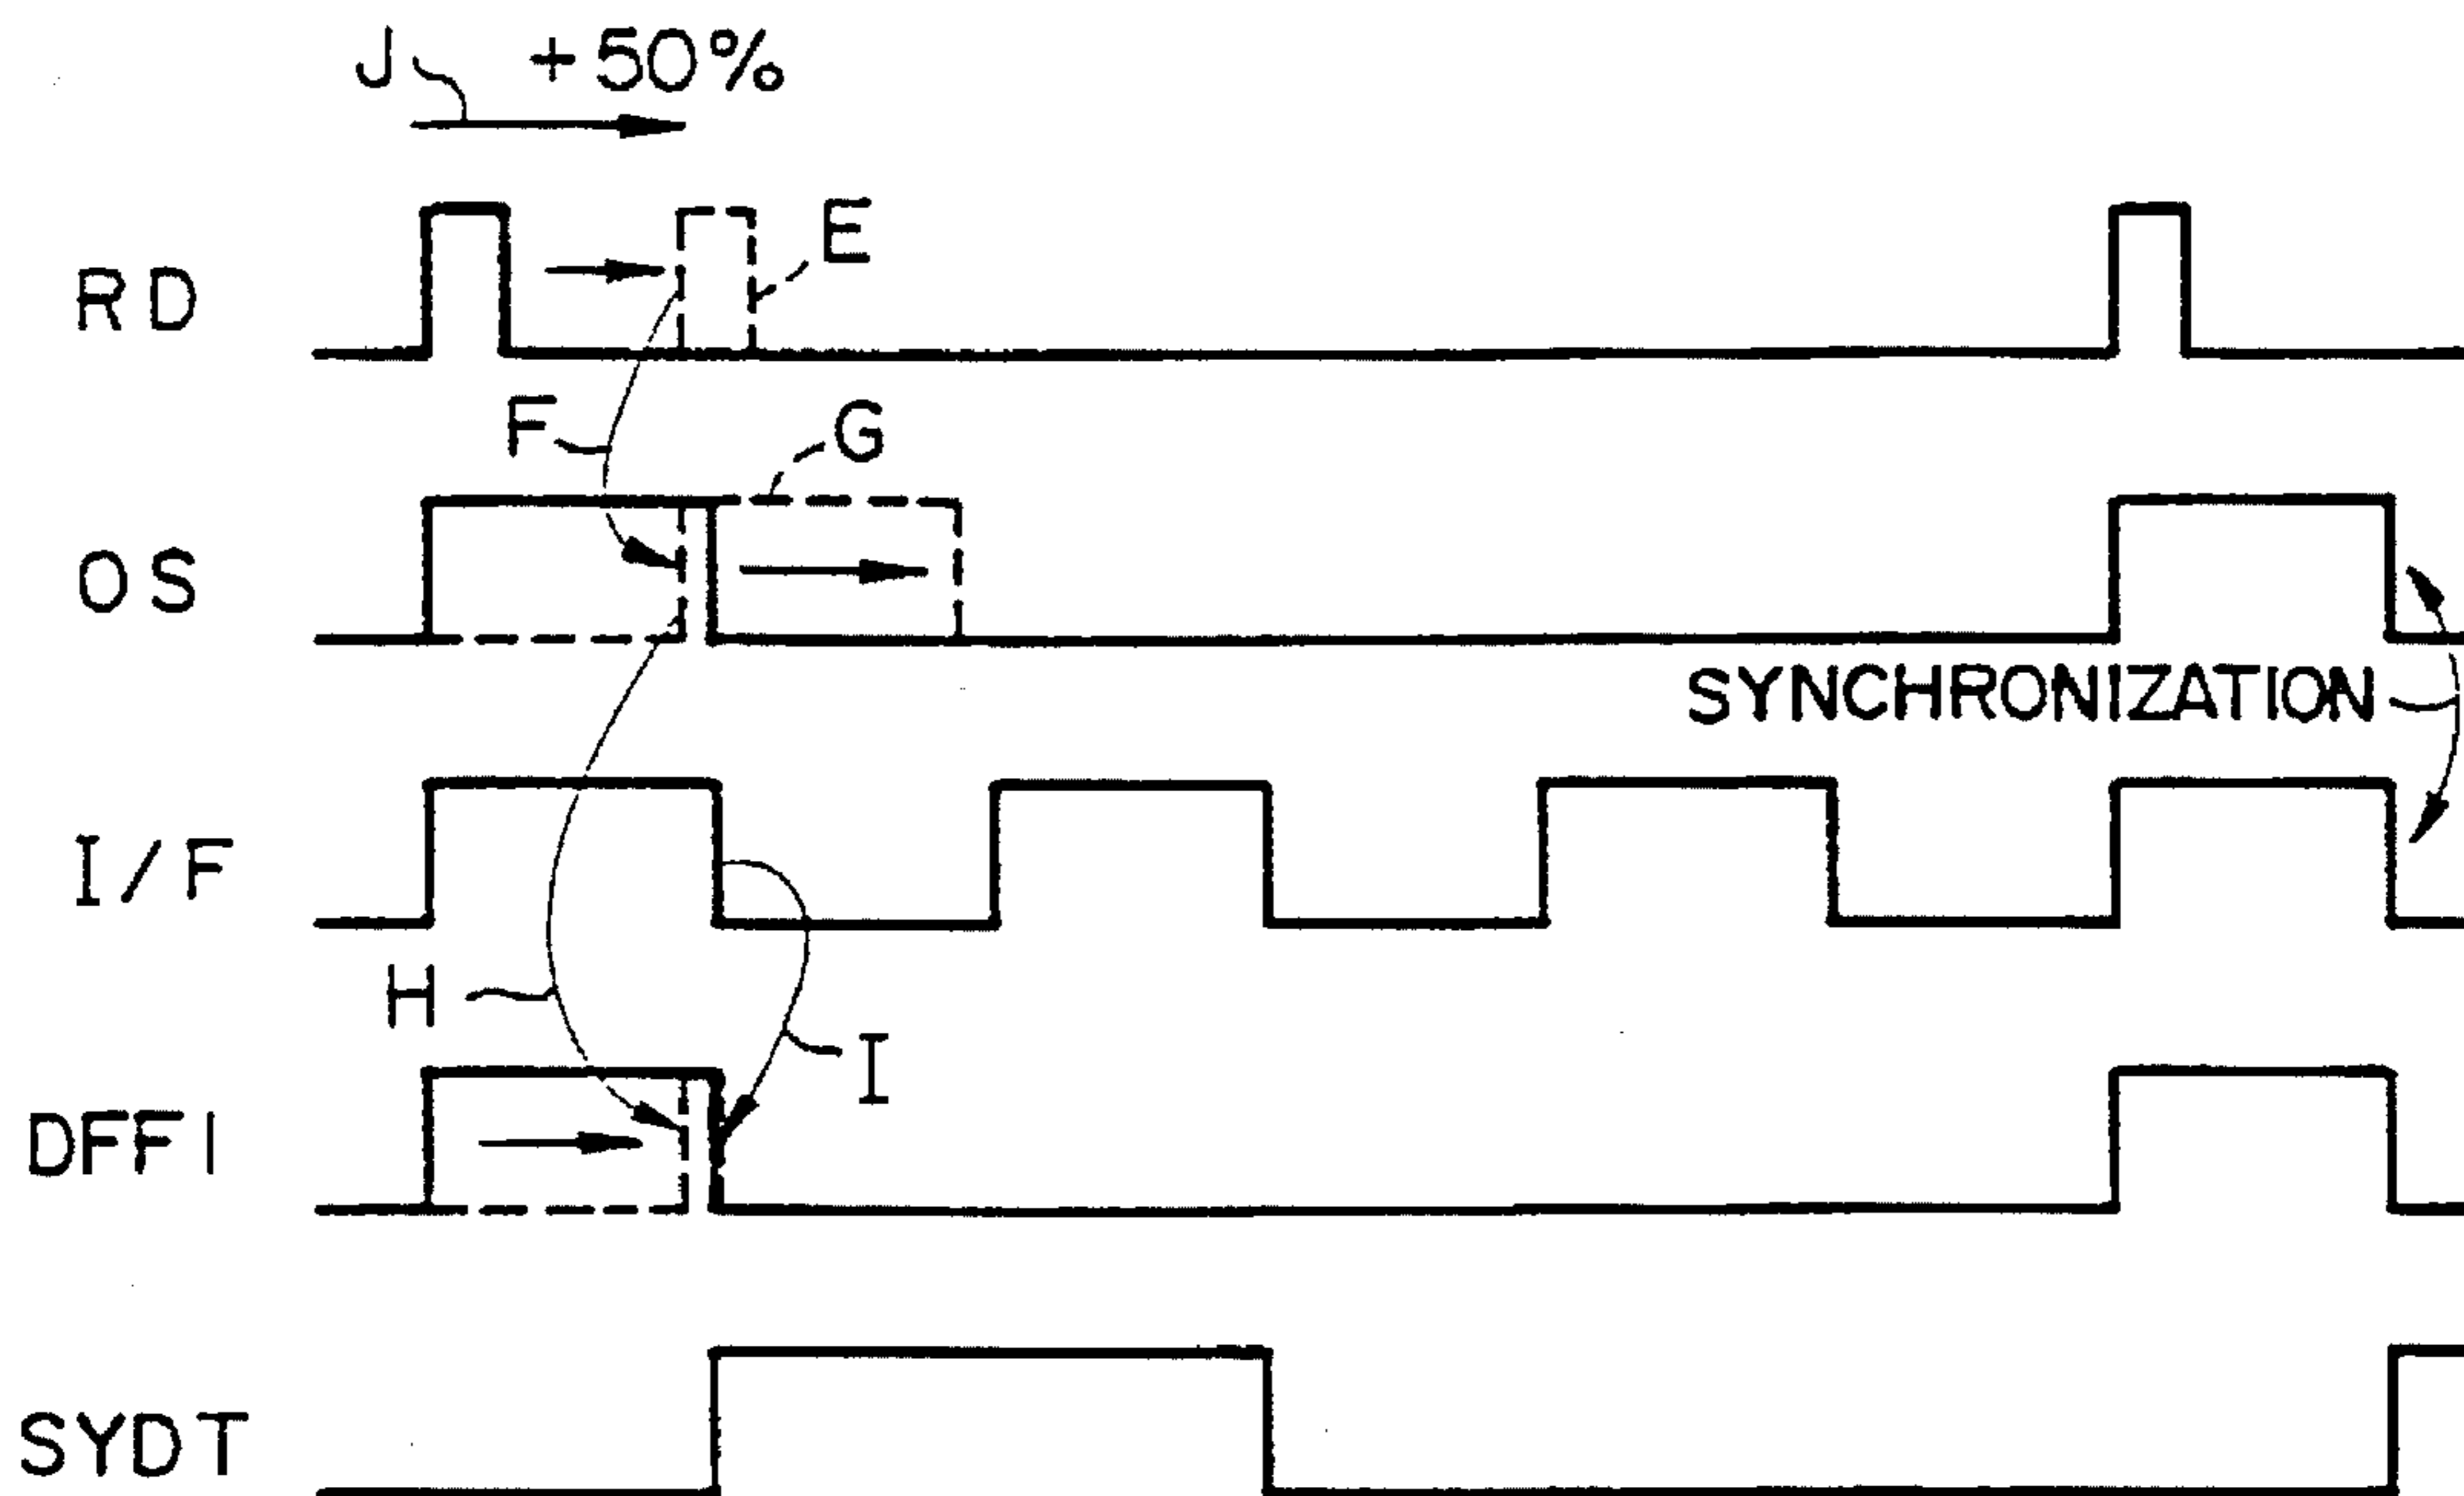 J +50%
RD
E
F
G
OS
SYNCHRONIZATION
I/F
H
I
DFF1
SYDT